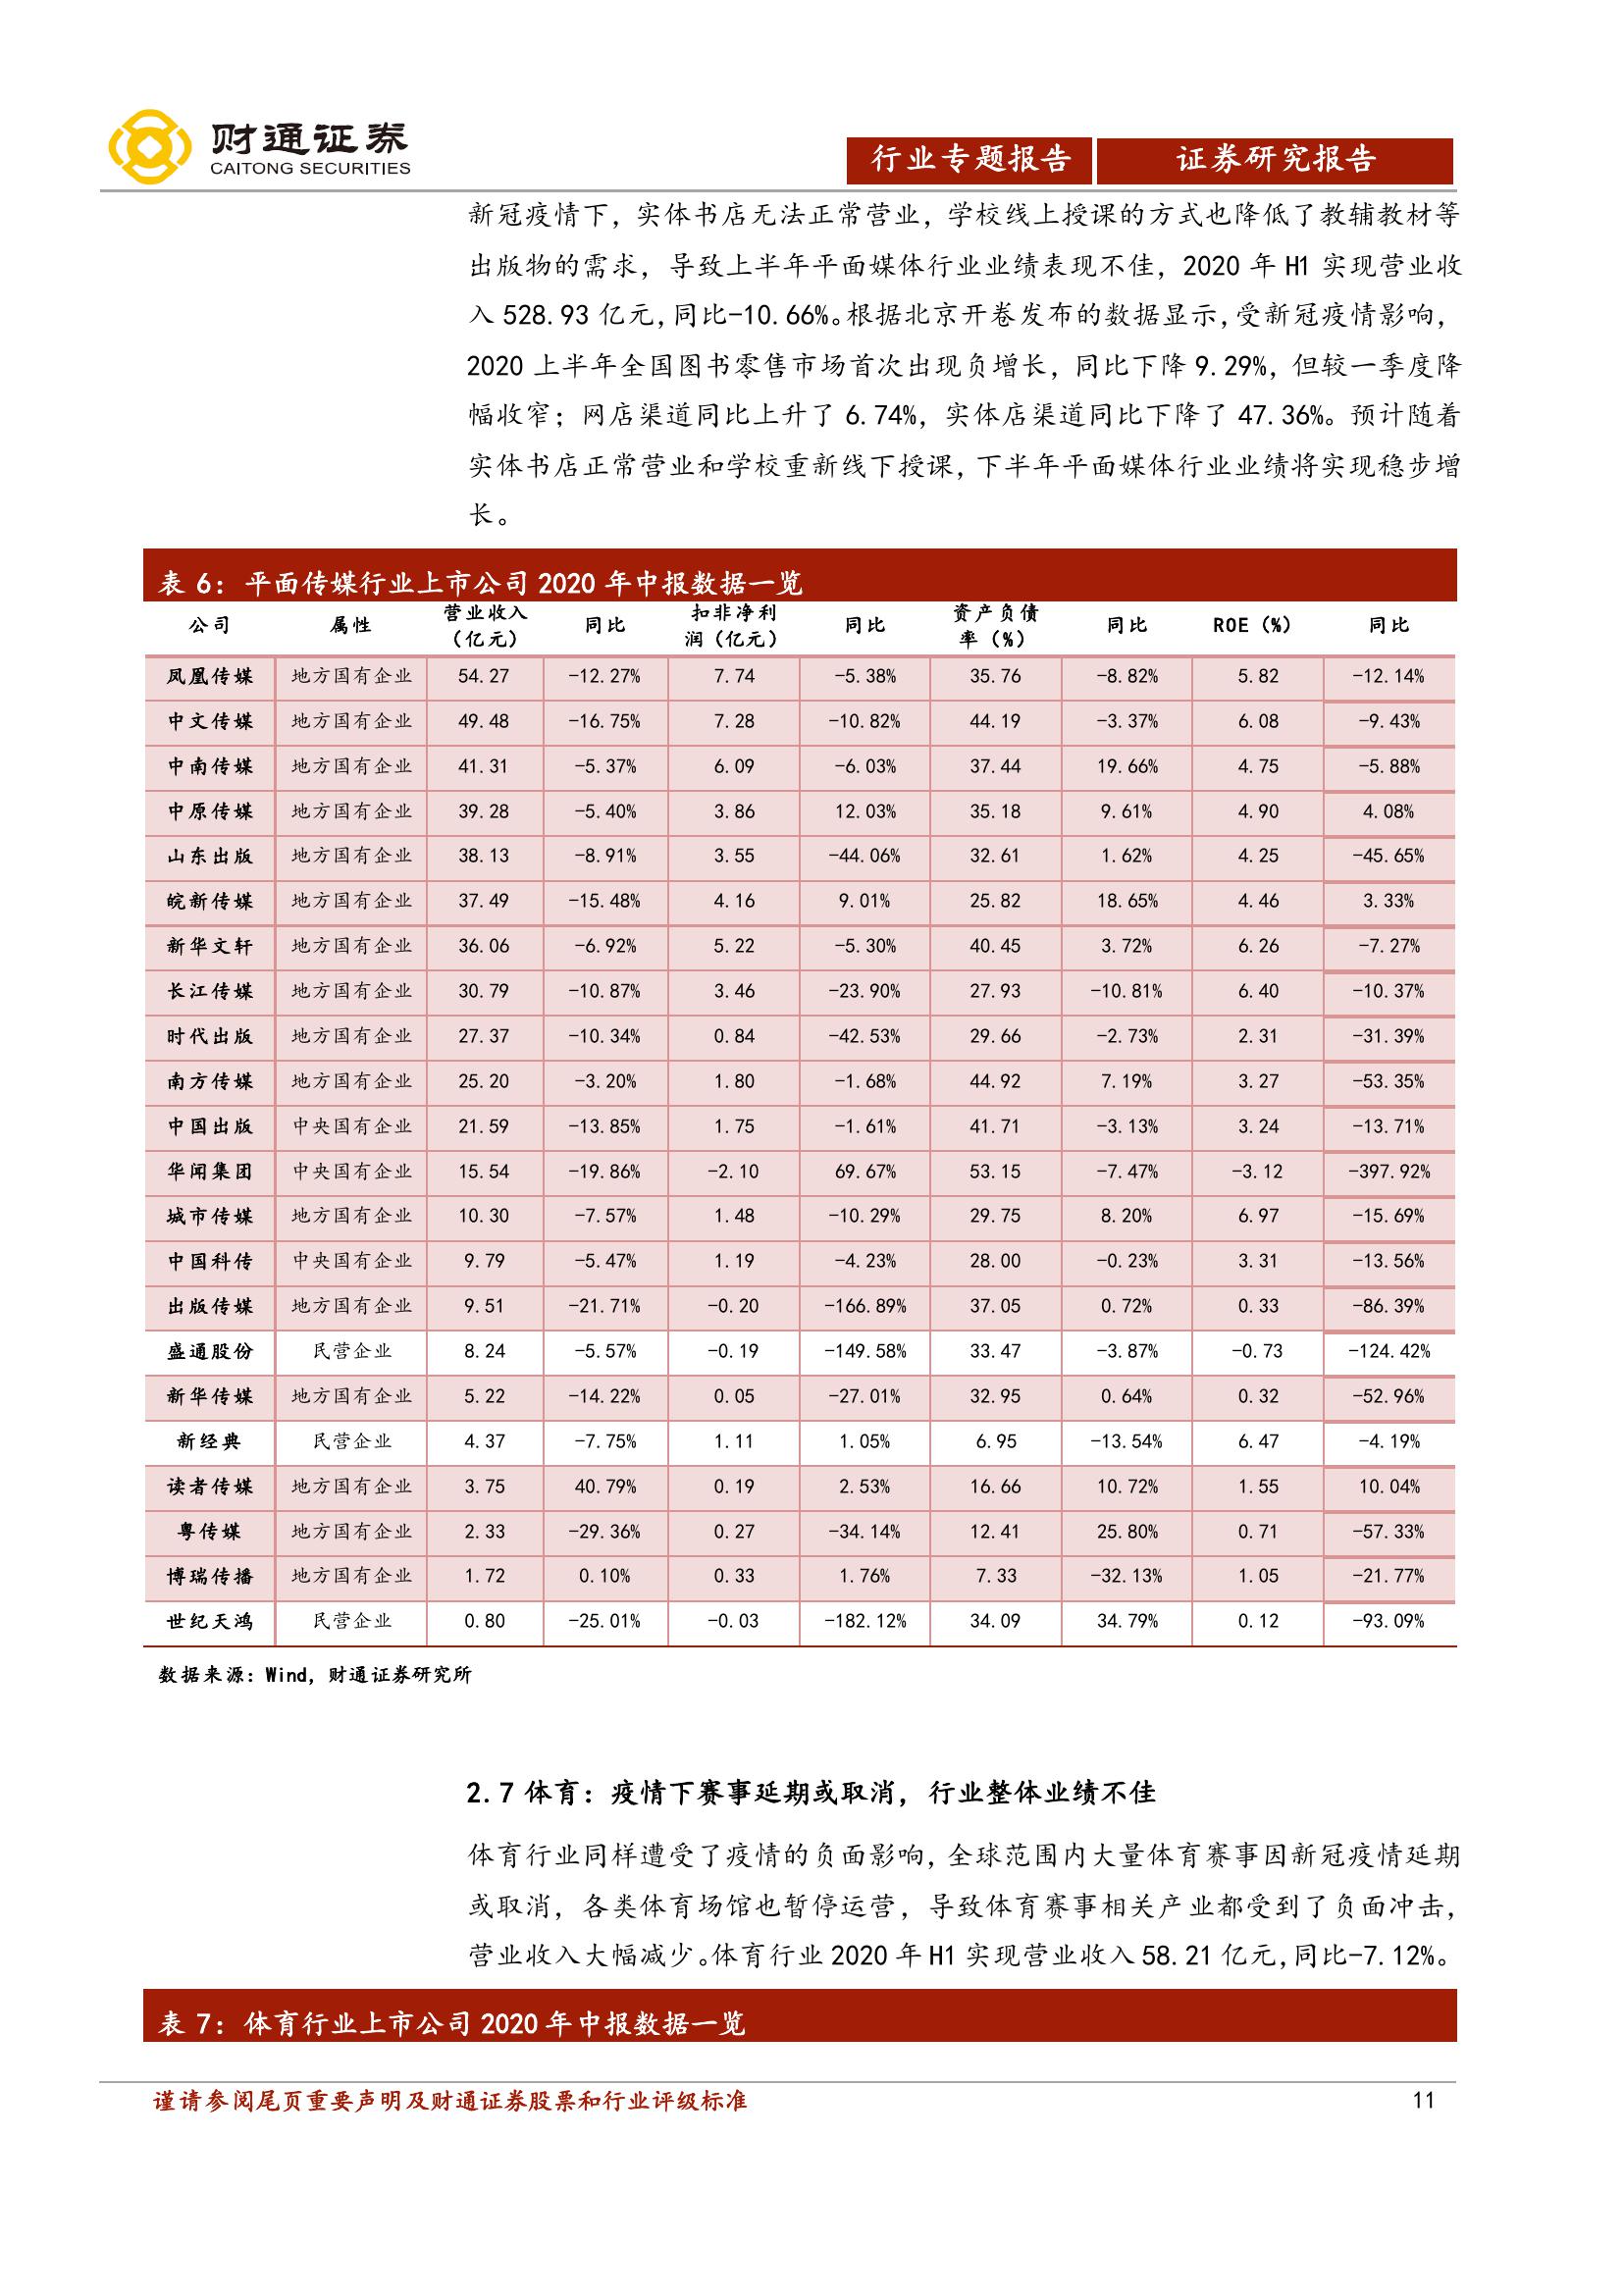 财通证券
CAITONG SECURITIES
行业专题报告 证券研究报告
新冠疫情下，实体书店无法正常营业，学校线上授课的方式也降低了教辅教材等
出版物的需求，导致上半年平面媒体行业业绩表现不佳，2020 年 H1 实现营业收
入 528.93 亿元，同比-10.66%。根据北京开卷发布的数据显示，受新冠疫情影响，
2020 上半年全国图书零售市场首次出现负增长，同比下降 9.29%，但较一季度降
幅收窄；网店渠道同比上升了 6.74%，实体店渠道同比下降了 47.36%。预计随着
实体书店正常营业和学校重新线下授课，下半年平面媒体行业业绩将实现稳步增
长。
表 6：平面传媒行业上市公司 2020 年中报数据一览
公司 属性 营业收入（亿元） 同比 扣非净利润（亿元） 同比 资产负债率（%） 同比 ROE（%） 同比
凤凰传媒 地方国有企业 54.27 -12.27% 7.74 -5.38% 35.76 -8.82% 5.82 -12.14%
中文传媒 地方国有企业 49.48 -16.75% 7.28 -10.82% 44.19 -3.37% 6.08 -9.43%
中南传媒 地方国有企业 41.31 -5.37% 6.09 -6.03% 37.44 19.66% 4.75 -5.88%
中原传媒 地方国有企业 39.28 -5.40% 3.86 12.03% 35.18 9.61% 4.90 4.08%
山东出版 地方国有企业 38.13 -8.91% 3.55 -44.06% 32.61 1.62% 4.25 -45.65%
皖新传媒 地方国有企业 37.49 -15.48% 4.16 9.01% 25.82 18.65% 4.46 3.33%
新华文轩 地方国有企业 36.06 -6.92% 5.22 -5.30% 40.45 3.72% 6.26 -7.27%
长江传媒 地方国有企业 30.79 -10.87% 3.46 -23.90% 27.93 -10.81% 6.40 -10.37%
时代出版 地方国有企业 27.37 -10.34% 0.84 -42.53% 29.66 -2.73% 2.31 -31.39%
南方传媒 地方国有企业 25.20 -3.20% 1.80 -1.68% 44.92 7.19% 3.27 -53.35%
中国出版 中央国有企业 21.59 -13.85% 1.75 -1.61% 41.71 -3.13% 3.24 -13.71%
华闻集团 中央国有企业 15.54 -19.86% -2.10 69.67% 53.15 -7.47% -3.12 -397.92%
城市传媒 地方国有企业 10.30 -7.57% 1.48 -10.29% 29.75 8.20% 6.97 -15.69%
中国科传 中央国有企业 9.79 -5.47% 1.19 -4.23% 28.00 -0.23% 3.31 -13.56%
出版传媒 地方国有企业 9.51 -21.71% -0.20 -166.89% 37.05 0.72% 0.33 -86.39%
盛通股份 民营企业 8.24 -5.57% -0.19 -149.58% 33.47 -3.87% -0.73 -124.42%
新华传媒 地方国有企业 5.22 -14.22% 0.05 -27.01% 32.95 0.64% 0.32 -52.96%
新经典 民营企业 4.37 -7.75% 1.11 1.05% 6.95 -13.54% 6.47 -4.19%
读者传媒 地方国有企业 3.75 40.79% 0.19 2.53% 16.66 10.72% 1.55 10.04%
粤传媒 地方国有企业 2.33 -29.36% 0.27 -34.14% 12.41 25.80% 0.71 -57.33%
博瑞传播 地方国有企业 1.72 0.10% 0.33 1.76% 7.33 -32.13% 1.05 -21.77%
世纪天鸿 民营企业 0.80 -25.01% -0.03 -182.12% 34.09 34.79% 0.12 -93.09%
数据来源：Wind，财通证券研究所
2.7 体育：疫情下赛事延期或取消，行业整体业绩不佳
体育行业同样遭受了疫情的负面影响，全球范围内大量体育赛事因新冠疫情延期
或取消，各类体育场馆也暂停运营，导致体育赛事相关产业都受到了负面冲击，
营业收入大幅减少。体育行业 2020 年 H1 实现营业收入 58.21 亿元，同比-7.12%。
表 7：体育行业上市公司 2020 年中报数据一览
谨请参阅尾页重要声明及财通证券股票和行业评级标准 11